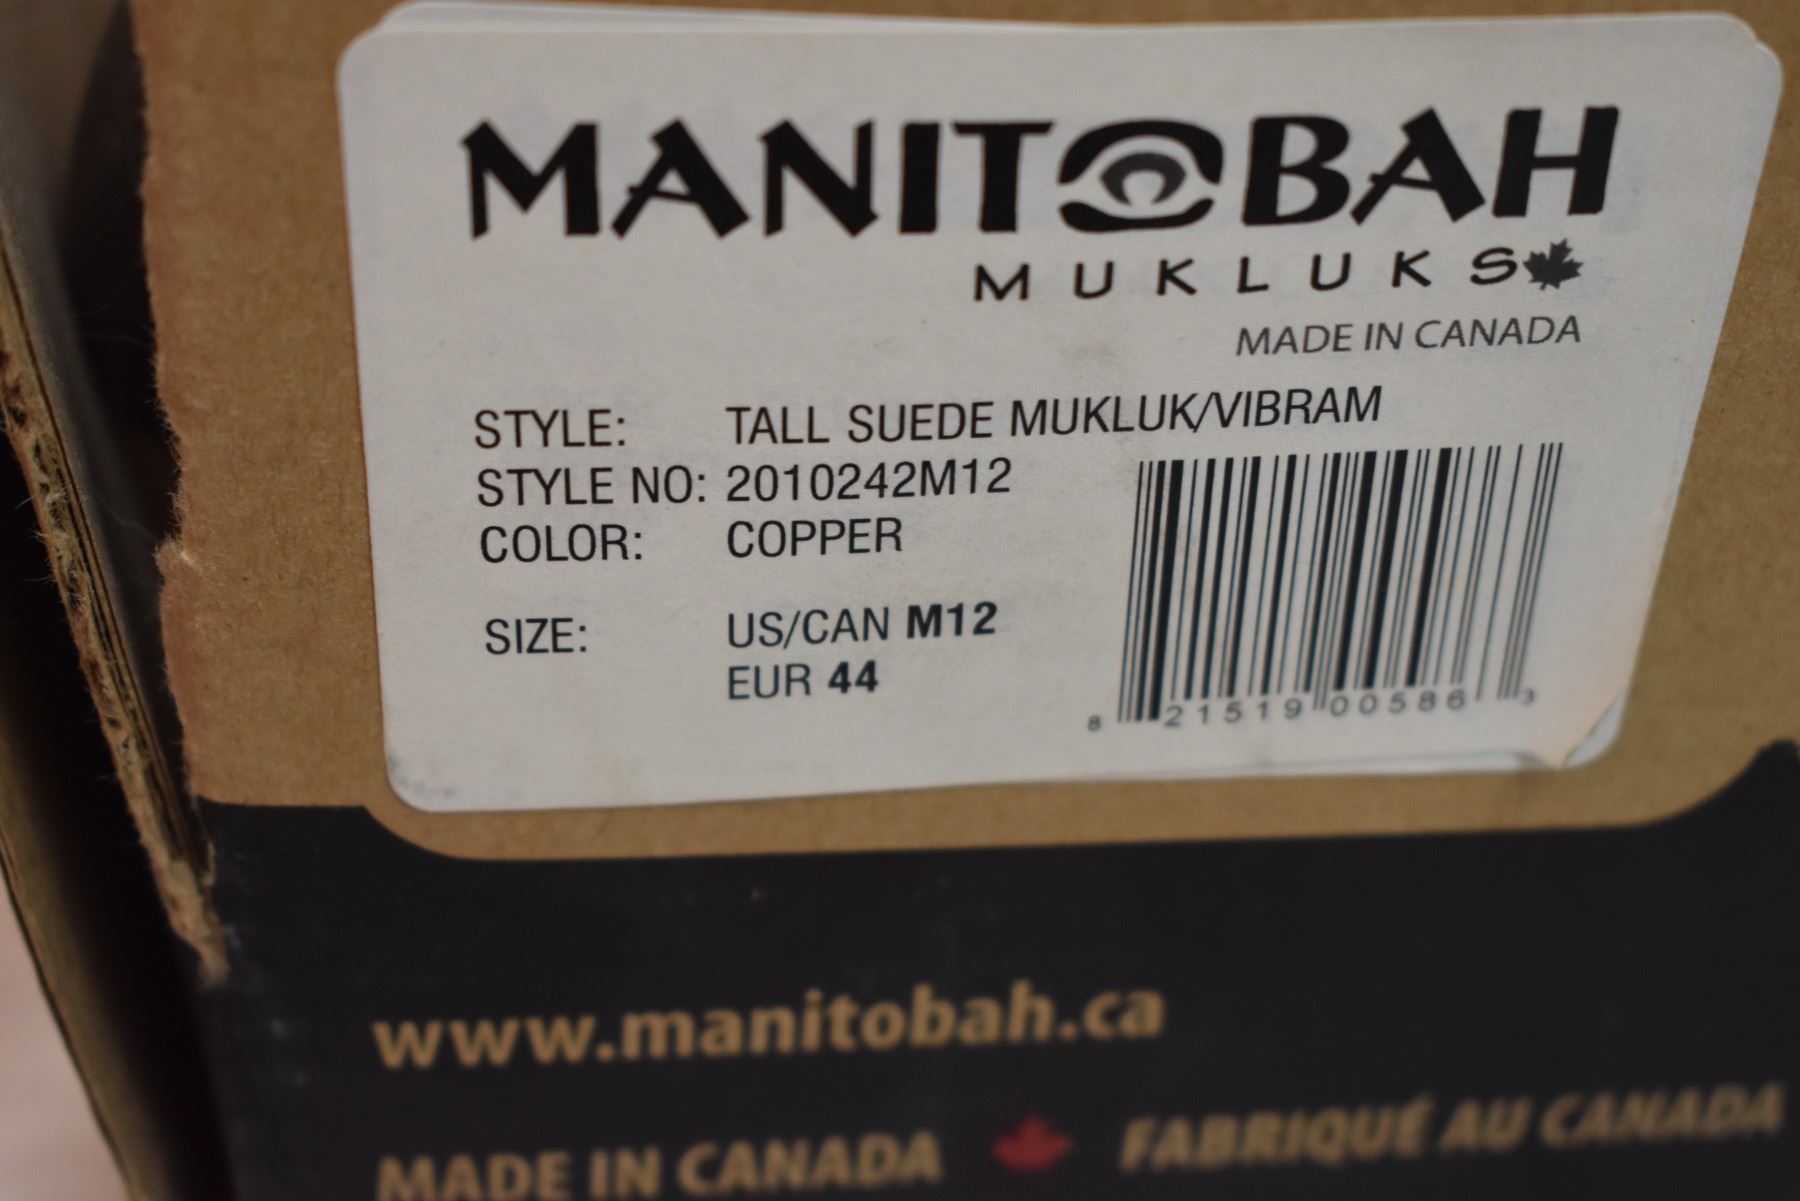 MANITOBAH
MUKLUKS
MADE IN CANADA
STYLE: TALL SUEDE MUKLUK/VIBRAM
STYLE NO: 2010242M12
COLOR: COPPER
SIZE: US/CAN M12
EUR 44
8 21519 00586 3
www.manitobah.ca
MADE IN CANADA FABRIQUÉ AU CANADA